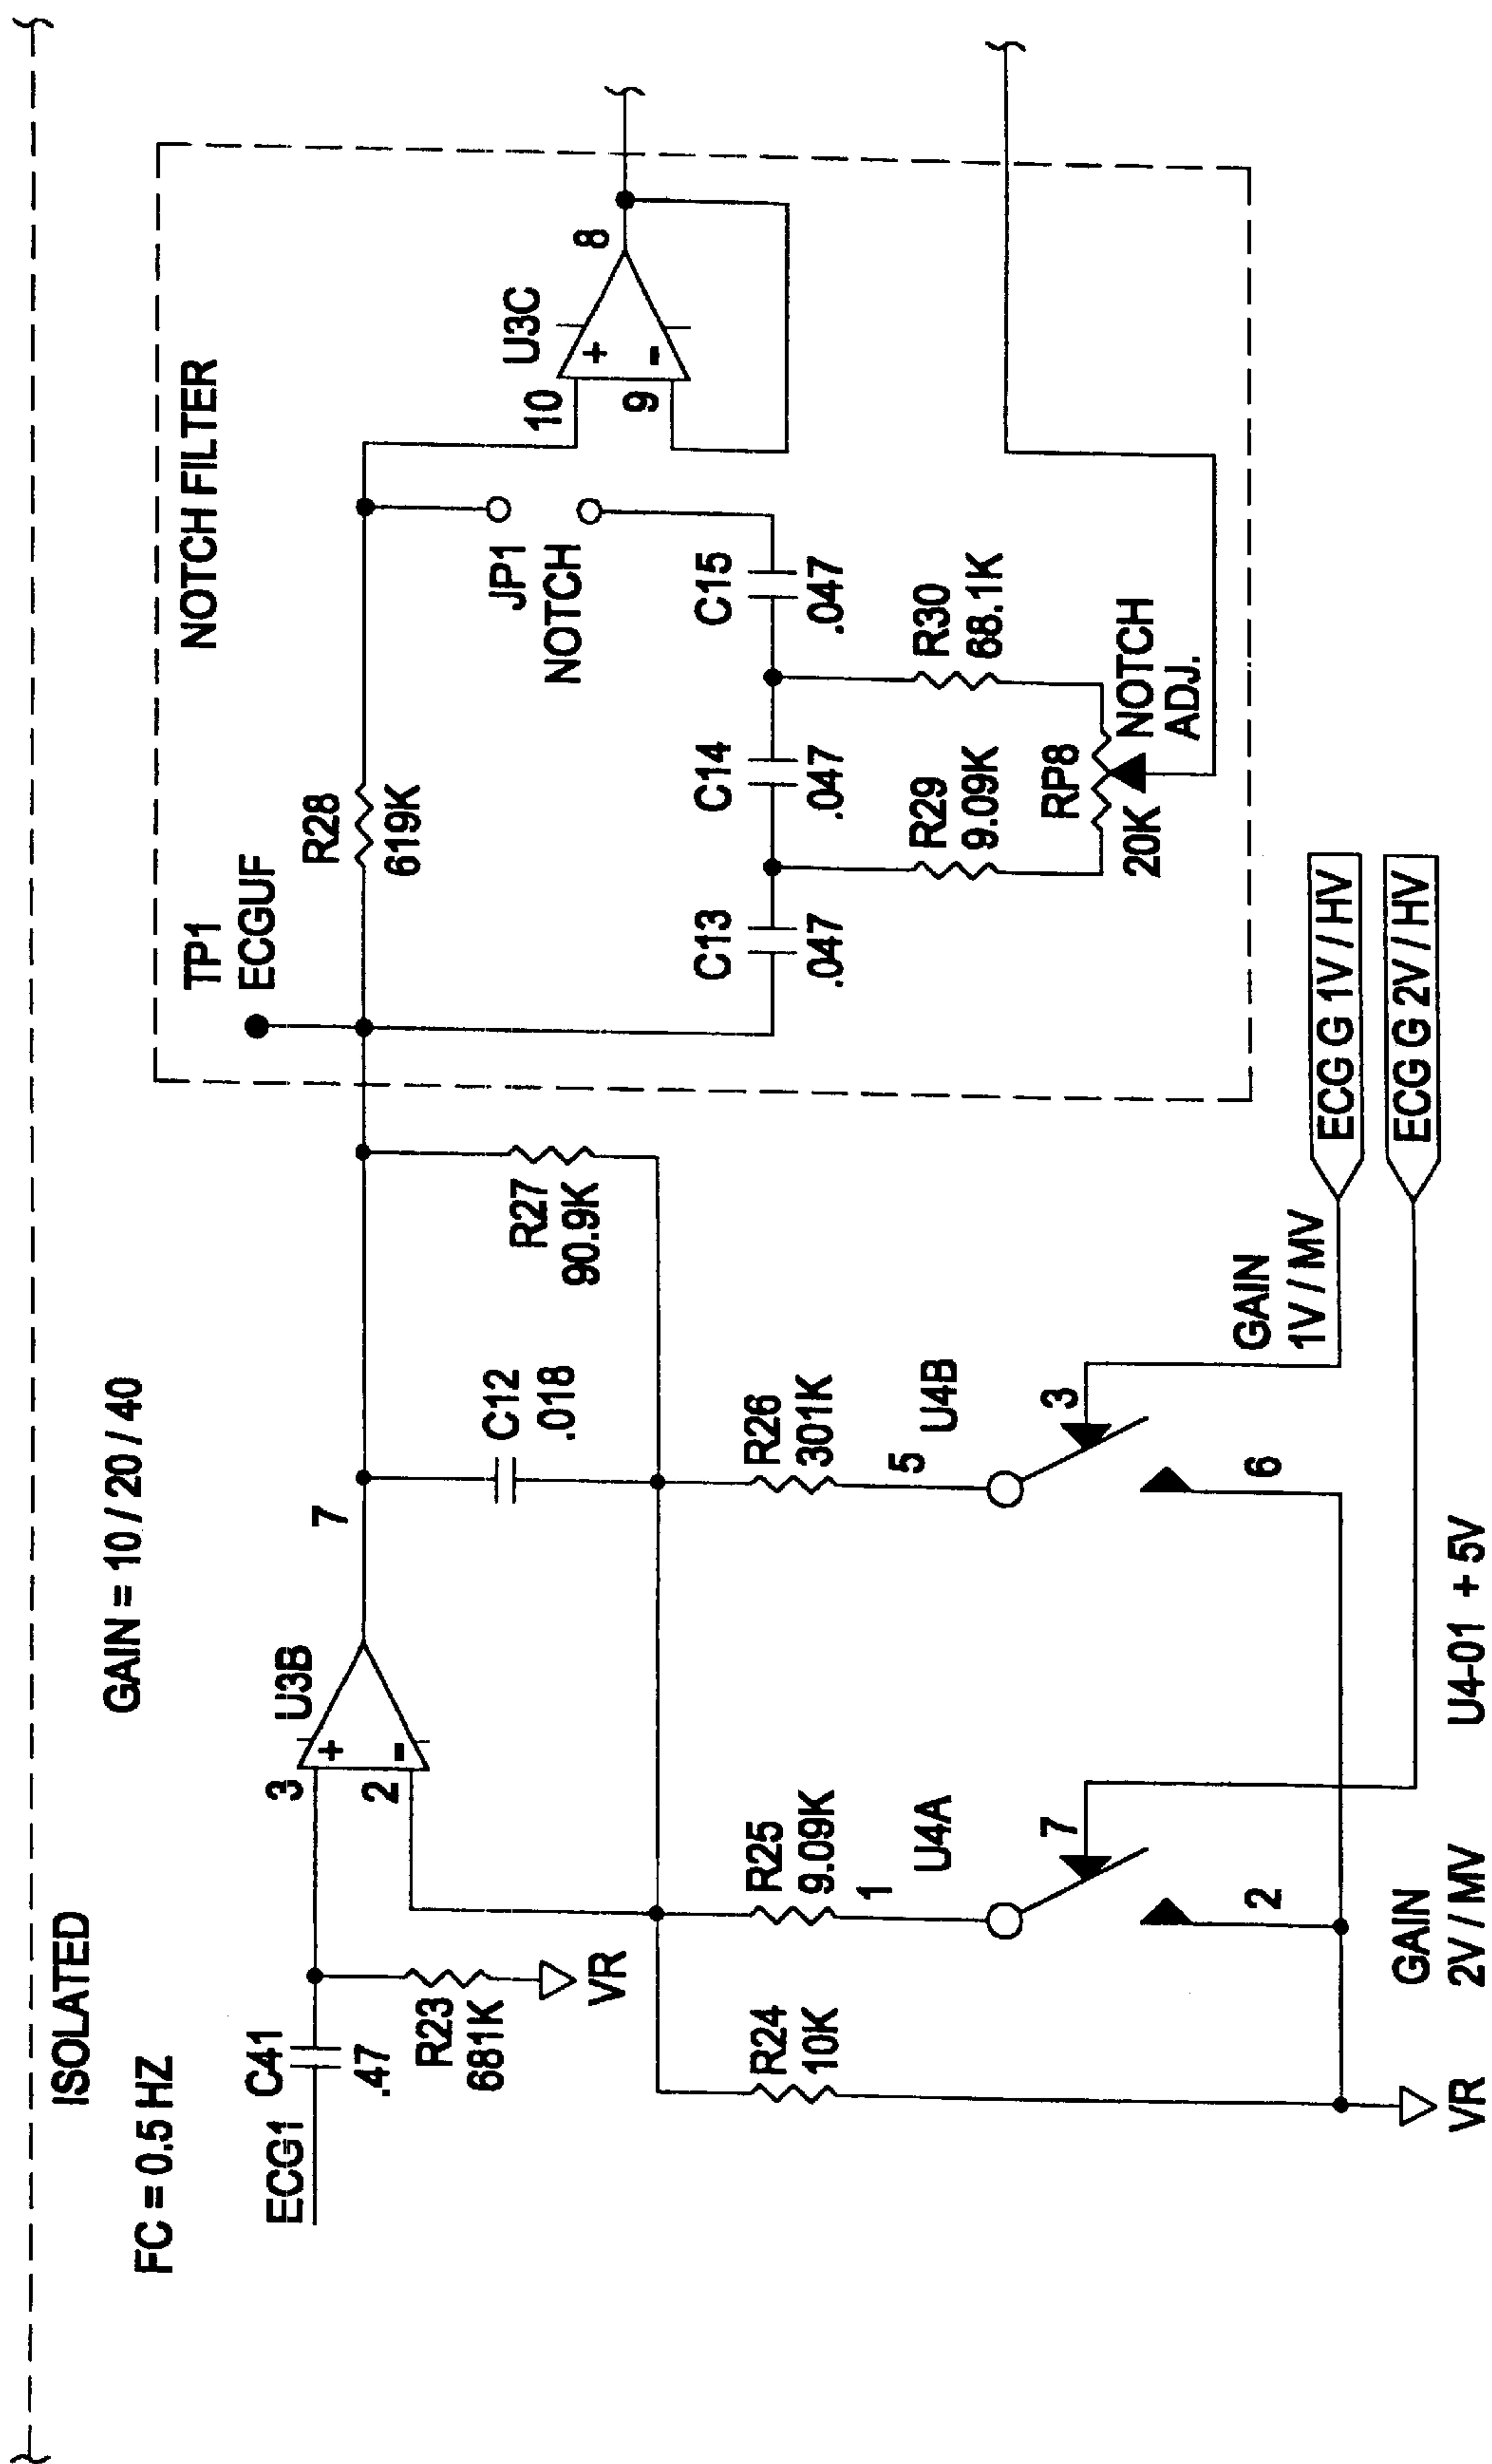 ISOLATED
FC = 0.5 HZ
GAIN = 10 / 20 / 40
NOTCH FILTER
ECG1
C41
.47
R23
681K
VR
3
2
U3B
7
C12
.018
R27
90.9K
TP1
ECGUF
R28
619K
JP1
NOTCH
10
9
U3C
8
C13
.047
C14
.047
C15
.047
R29
9.09K
R30
68.1K
RP8
20K
NOTCH
ADJ.
R24
10K
R25
9.09K
1
U4A
7
2
R26
301K
5
U4B
3
6
GAIN
1V / MV
ECG G 1V / HV
ECG G 2V / HV
VR
GAIN
2V / MV
U4-01 + 5V
+
-
+
-